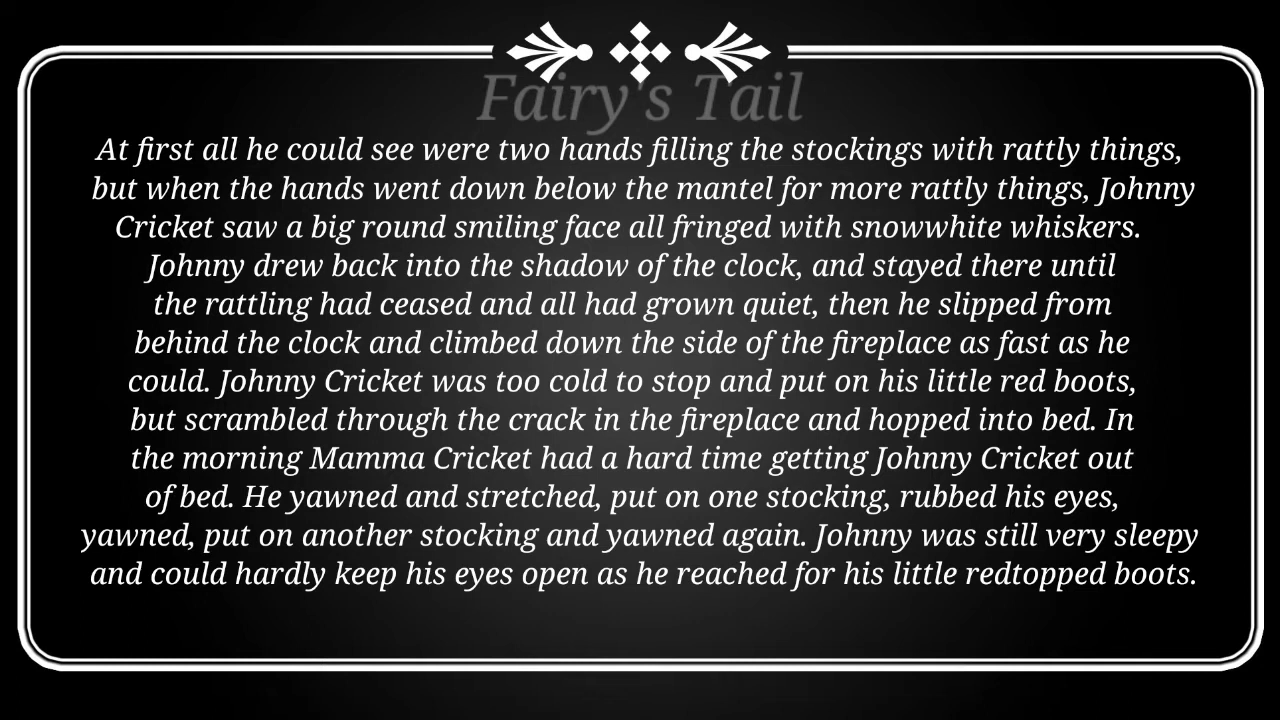 Fairy's Tail
At first all he could see were two hands filling the stockings with rattly things,
but when the hands went down below the mantel for more rattly things, Johnny
Cricket saw a big round smiling face all fringed with snowwhite whiskers.
Johnny drew back into the shadow of the clock, and stayed there until
the rattling had ceased and all had grown quiet, then he slipped from
behind the clock and climbed down the side of the fireplace as fast as he
could. Johnny Cricket was too cold to stop and put on his little red boots,
but scrambled through the crack in the fireplace and hopped into bed. In
the morning Mamma Cricket had a hard time getting Johnny Cricket out
of bed. He yawned and stretched, put on one stocking, rubbed his eyes,
yawned, put on another stocking and yawned again. Johnny was still very sleepy
and could hardly keep his eyes open as he reached for his little redtopped boots.